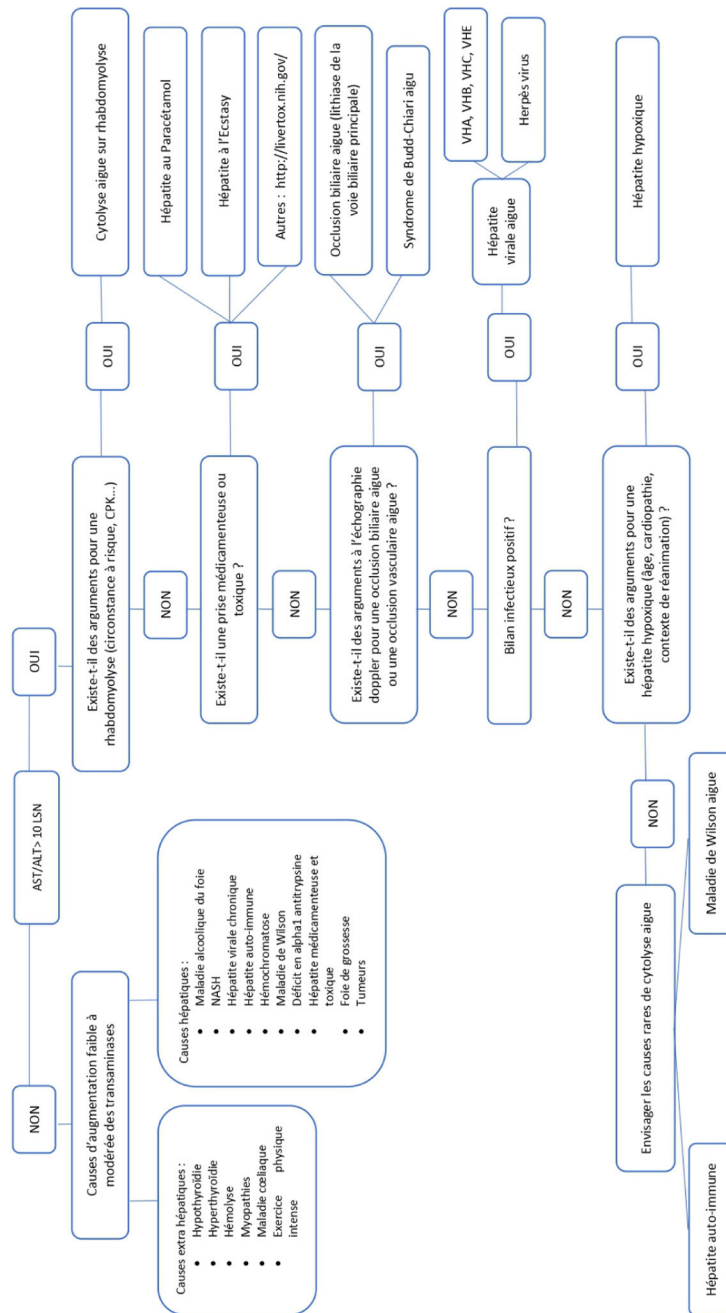 AST/ALT> 10 LSN
NON
OUI
Causes d'augmentation faible à
modérée des transaminases
Causes extra hépatiques :
• Hypothyroïdie
• Hyperthyroïdie
• Hémolyse
• Myopathies
• Maladie cœliaque
• Exercice physique
intense
Causes hépatiques :
• Maladie alcoolique du foie
• NASH
• Hépatite virale chronique
• Hépatite auto-immune
• Hémochromatose
• Maladie de Wilson
• Déficit en alpha1 antitrypsine
• Hépatite médicamenteuse et
toxique
• Foie de grossesse
• Tumeurs
Existe-t-il des arguments pour une
rhabdomyolyse (circonstance à risque, CPK...)
OUI
Cytolyse aigue sur rhabdomyolyse
NON
Existe-t-il une prise médicamenteuse ou
toxique ?
OUI
Hépatite au Paracétamol
Hépatite à l'Ecstasy
Autres : http://livertox.nih.gov/
NON
Existe-t-il des arguments à l'échographie
doppler pour une occlusion biliaire aigue
ou une occlusion vasculaire aigue ?
OUI
Occlusion biliaire aigue (lithiase de la
voie biliaire principale)
Syndrome de Budd-Chiari aigu
NON
Bilan infectieux positif ?
OUI
Hépatite
virale aigue
VHA, VHB, VHC, VHE
Herpès virus
NON
Existe-t-il des arguments pour une
hépatite hypoxique (âge, cardiopathie,
contexte de réanimation) ?
OUI
Hépatite hypoxique
NON
Envisager les causes rares de cytolyse aigue
Hépatite auto-immune
Maladie de Wilson aigue